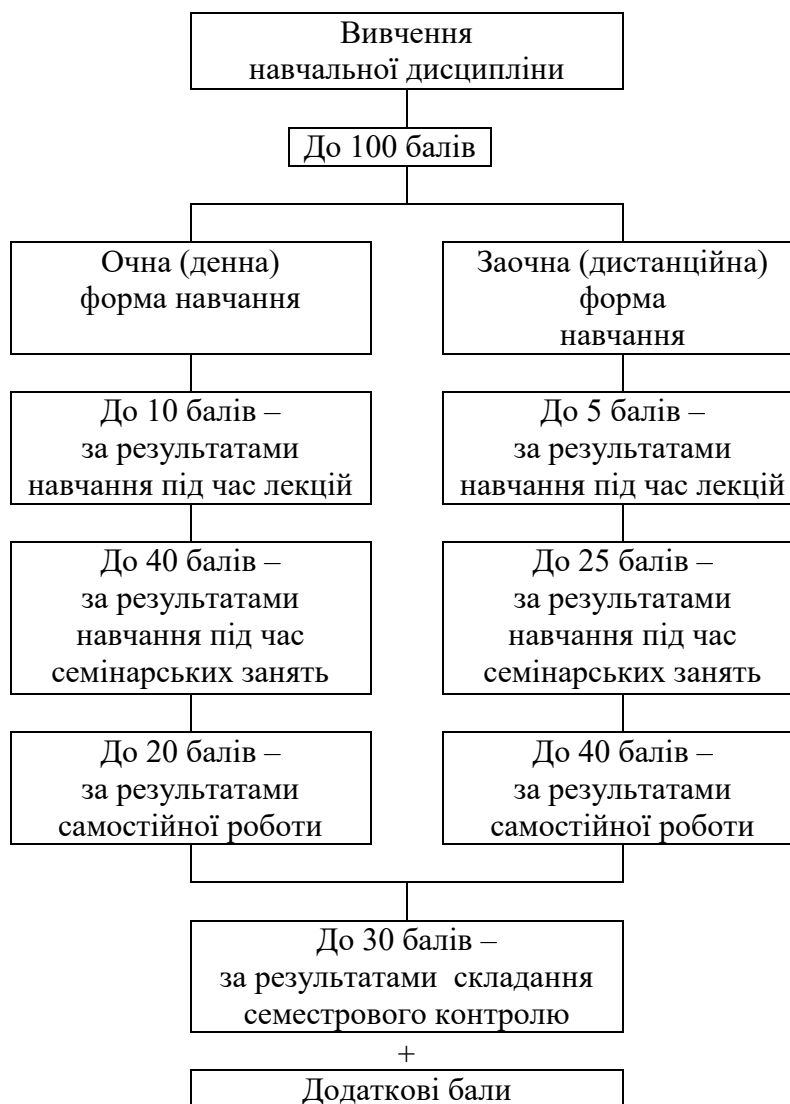 Вивчення
навчальної дисципліни
До 100 балів
Очна (денна)
форма навчання
Заочна (дистанційна)
форма
навчання
До 10 балів –
за результатами
навчання під час лекцій
До 5 балів –
за результатами
навчання під час лекцій
До 40 балів –
за результатами
навчання під час
семінарських занять
До 25 балів –
за результатами
навчання під час
семінарських занять
До 20 балів –
за результатами
самостійної роботи
До 40 балів –
за результатами
самостійної роботи
До 30 балів –
за результатами складання
семестрового контролю
+
Додаткові бали